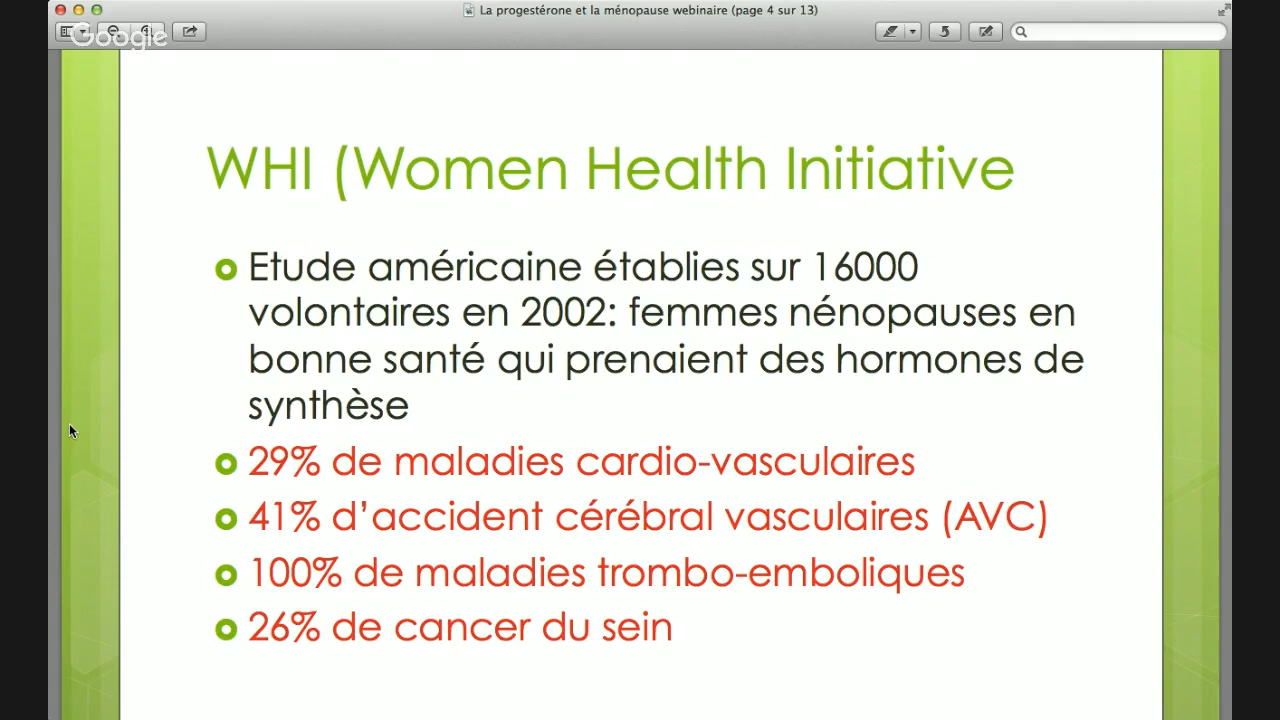 La progestérone et la ménopause webinaire (page 4 sur 13)
Google
WHI (Women Health Initiative
Etude américaine établies sur 16000
volontaires en 2002: femmes nénopauses en
bonne santé qui prenaient des hormones de
synthèse
29% de maladies cardio-vasculaires
41% d'accident cérébral vasculaires (AVC)
100% de maladies trombo-emboliques
26% de cancer du sein